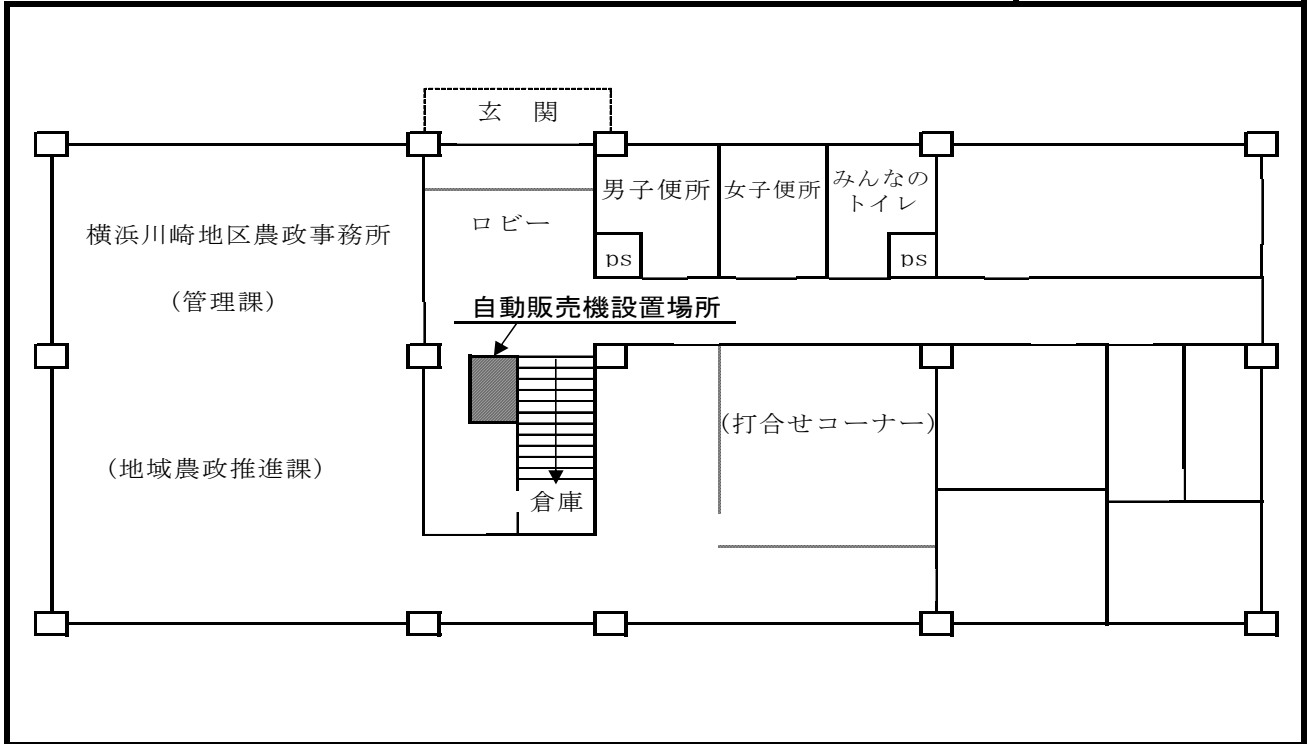 玄 関
男子便所
女子便所
みんなの
トイレ
ロビー
横浜川崎地区農政事務所
ps
ps
(管理課)
自動販売機設置場所
(打合せコーナー)
(地域農政推進課)
倉庫